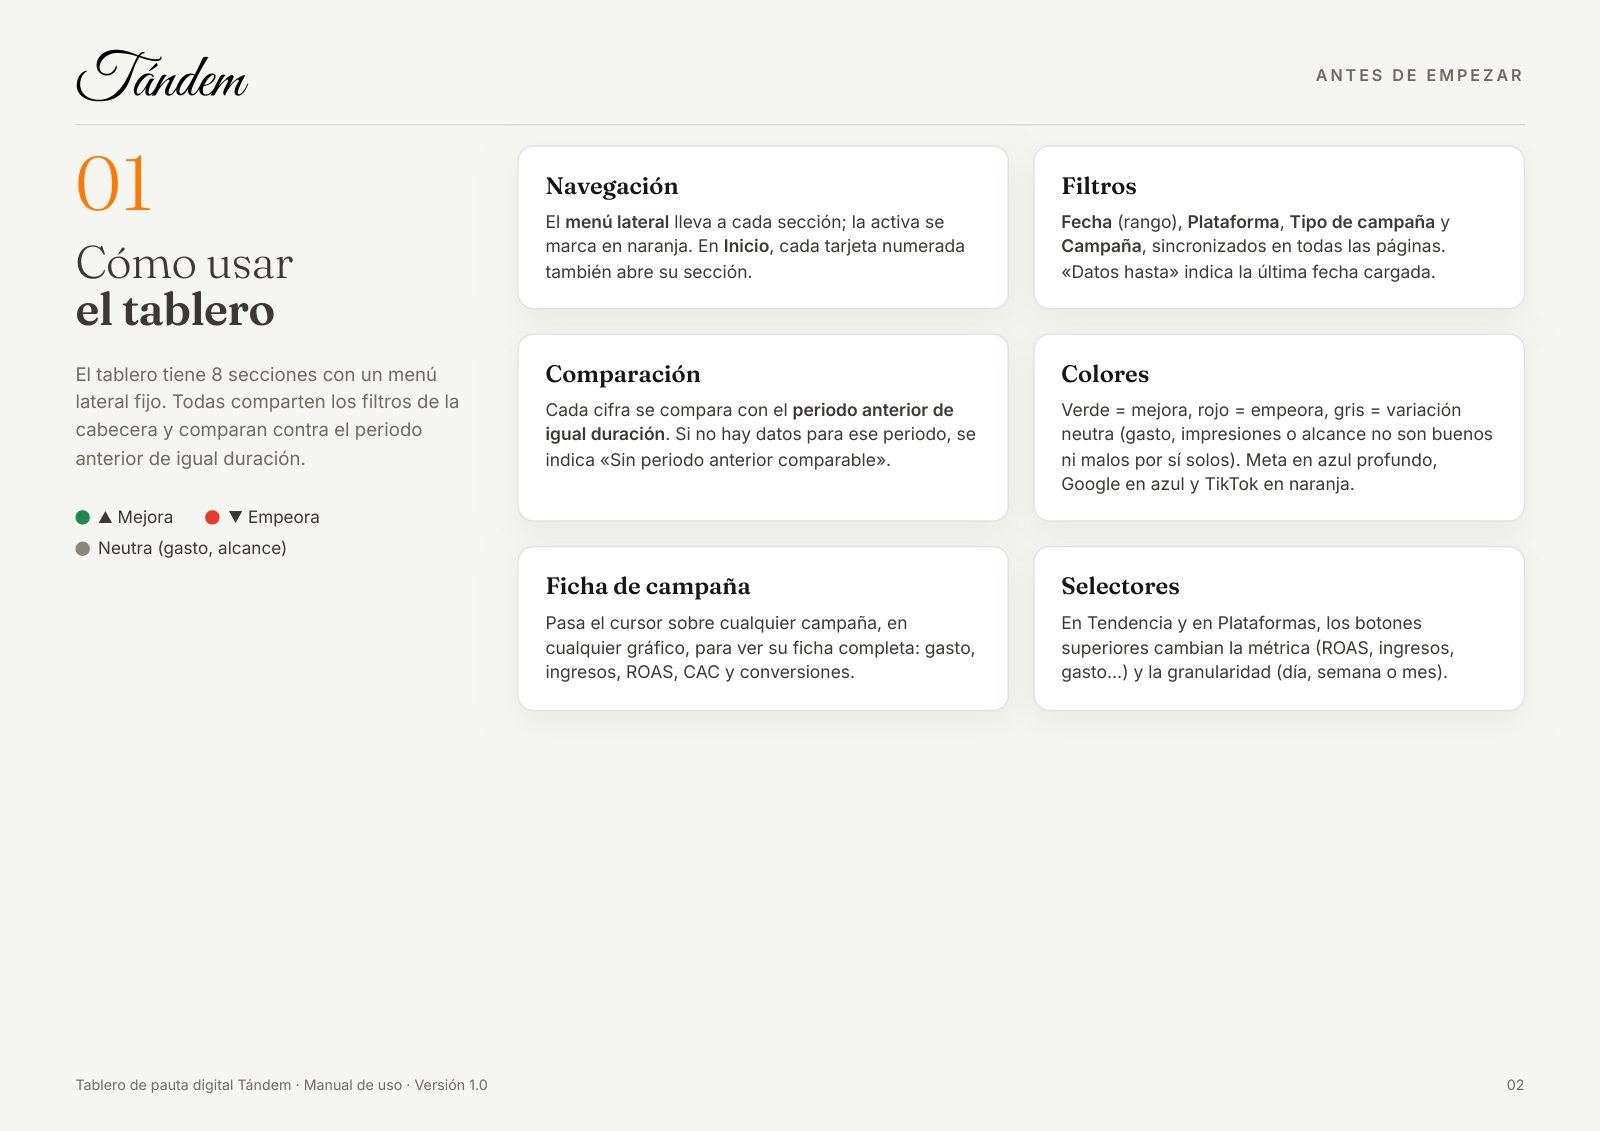 Tándem
ANTES DE EMPEZAR
01
Cómo usar
el tablero
El tablero tiene 8 secciones con un menú
lateral fijo. Todas comparten los filtros de la
cabecera y comparan contra el periodo
anterior de igual duración.
▲ Mejora
▼ Empeora
Neutra (gasto, alcance)
Navegación
El menú lateral lleva a cada sección; la activa se
marca en naranja. En Inicio, cada tarjeta numerada
también abre su sección.
Filtros
Fecha (rango), Plataforma, Tipo de campaña y
Campaña, sincronizados en todas las páginas.
«Datos hasta» indica la última fecha cargada.
Comparación
Cada cifra se compara con el periodo anterior de
igual duración. Si no hay datos para ese periodo, se
indica «Sin periodo anterior comparable».
Colores
Verde = mejora, rojo = empeora, gris = variación
neutra (gasto, impresiones o alcance no son buenos
ni malos por sí solos). Meta en azul profundo,
Google en azul y TikTok en naranja.
Ficha de campaña
Pasa el cursor sobre cualquier campaña, en
cualquier gráfico, para ver su ficha completa: gasto,
ingresos, ROAS, CAC y conversiones.
Selectores
En Tendencia y en Plataformas, los botones
superiores cambian la métrica (ROAS, ingresos,
gasto…) y la granularidad (día, semana o mes).
Tablero de pauta digital Tándem · Manual de uso · Versión 1.0
02